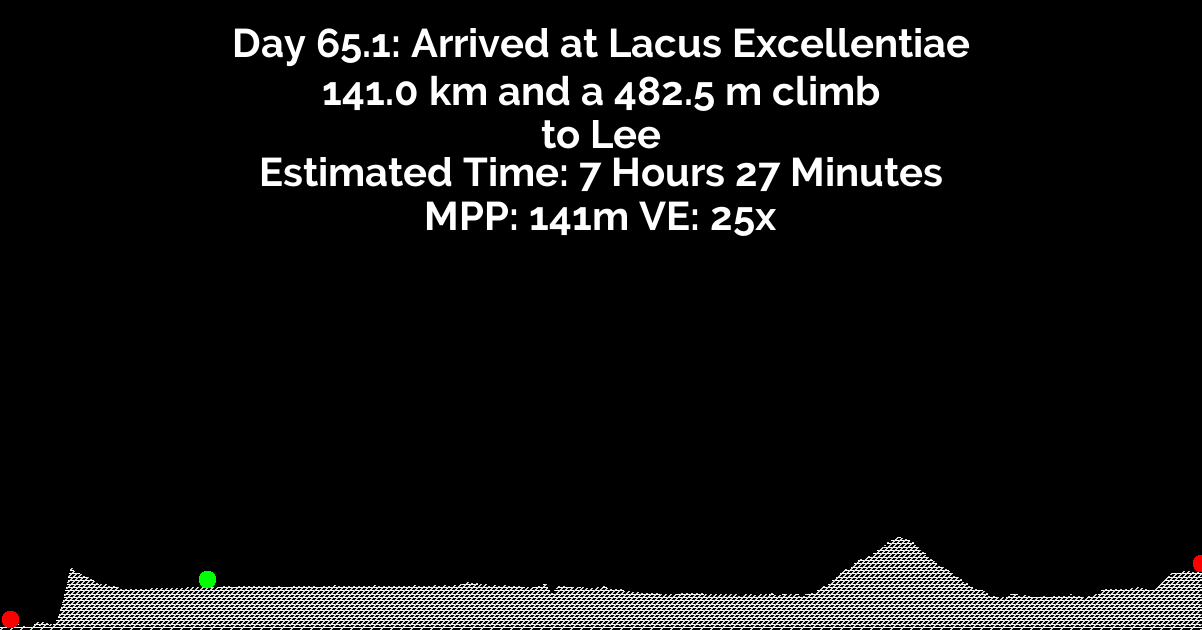 Day 65.1: Arrived at Lacus Excellentiae
141.0 km and a 482.5 m climb
to Lee
Estimated Time: 7 Hours 27 Minutes
MPP: 141m VE: 25x